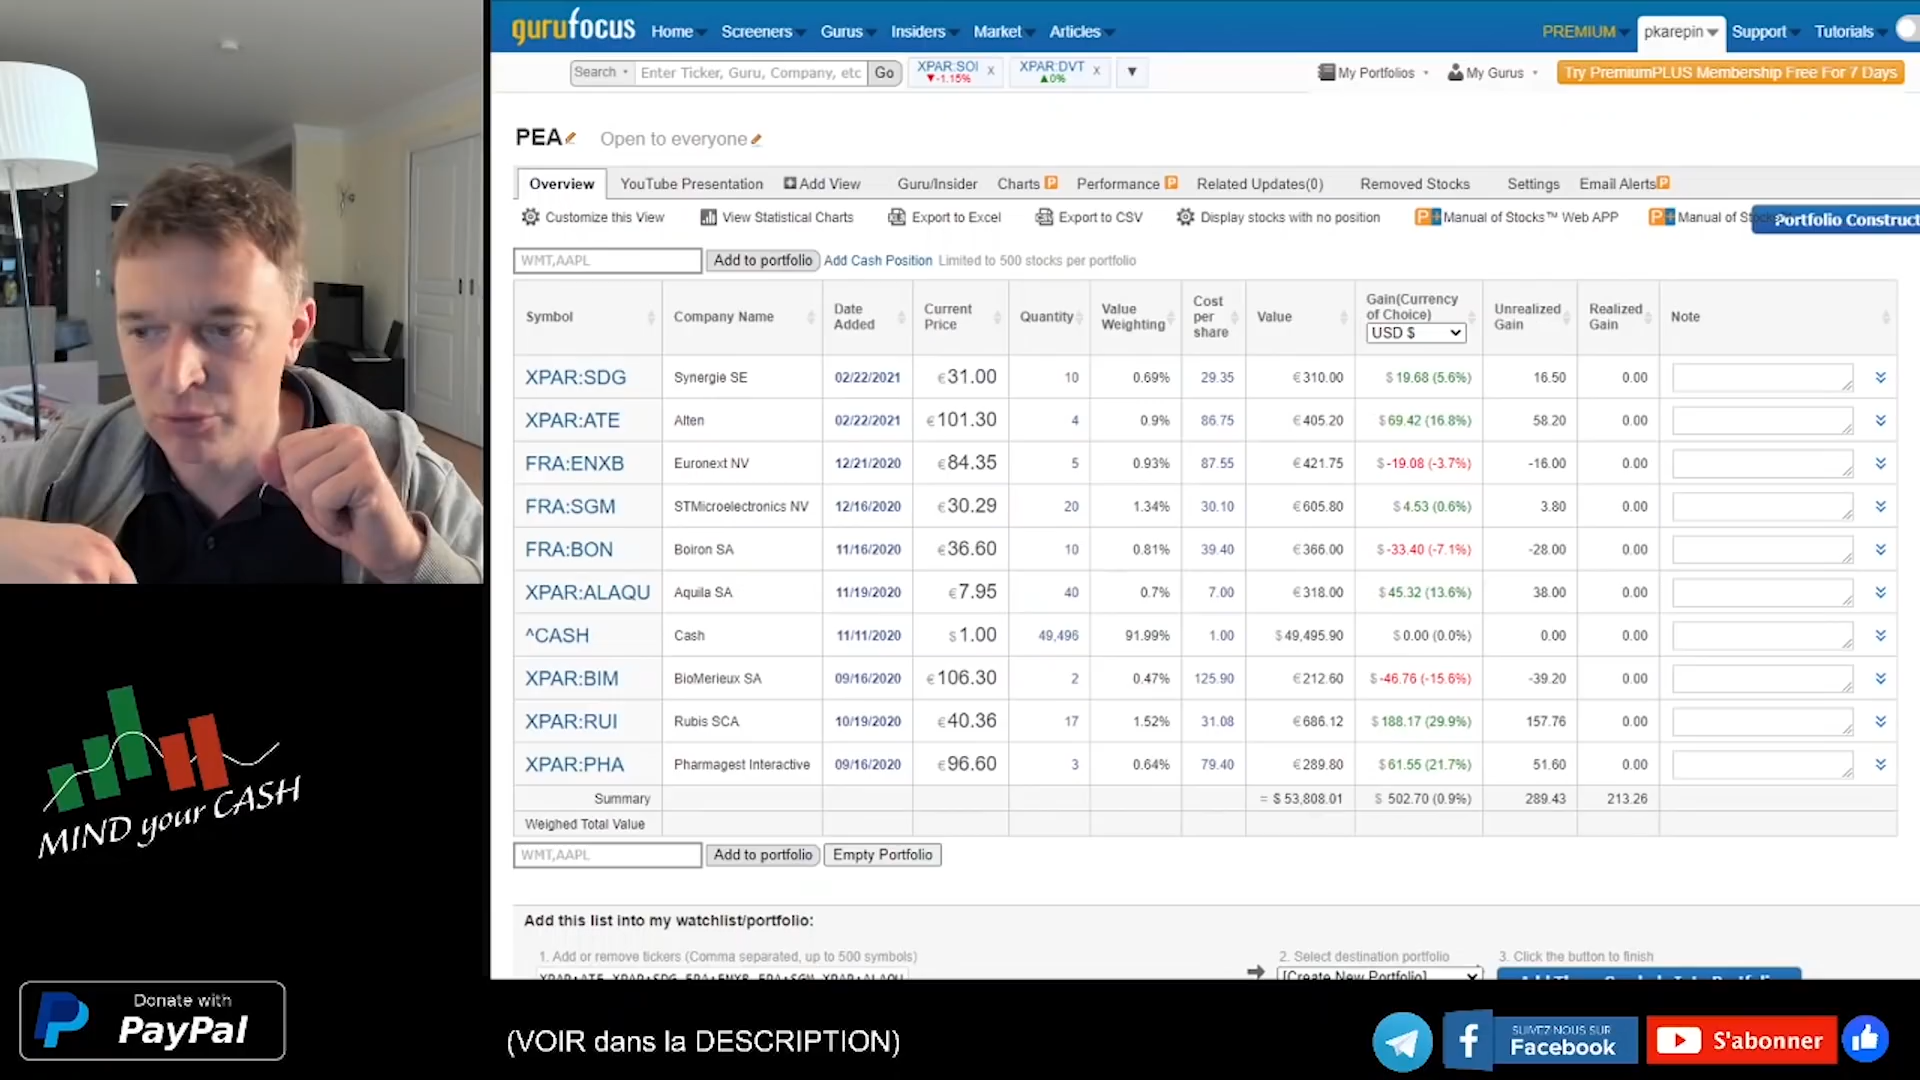 gurufocus Home Screeners Gurus Insiders Market Articles PREMIUM pkarepin Support Tutorials
Search Enter Ticker, Guru, Company, etc Go XPAR:SOI x XPAR:DVT x My Portfolios My Gurus Try PremiumPLUS Membership Free For 7 Days
▼-1.15% ▲0%
PEA Open to everyone
Overview YouTube Presentation Add View Guru/Insider Charts P Performance P Related Updates(0) Removed Stocks Settings Email Alerts P
Customize this View View Statistical Charts Export to Excel Export to CSV Display stocks with no position P+ Manual of Stocks™ Web APP P+ Manual of Portfolio Construct
WMT,AAPL Add to portfolio Add Cash Position Limited to 500 stocks per portfolio
Symbol Company Name Date Added Current Price Quantity Value Weighting Cost per share Value Gain(Currency of Choice) USD $ Unrealized Gain Realized Gain Note
XPAR:SDG Synergie SE 02/22/2021 €31.00 10 0.69% 29.35 €310.00 $ 19.68 (5.6%) 16.50 0.00
XPAR:ATE Alten 02/22/2021 €101.30 4 0.9% 86.75 €405.20 $ 69.42 (16.8%) 58.20 0.00
FRA:ENXB Euronext NV 12/21/2020 €84.35 5 0.93% 87.55 €421.75 $ -19.08 (-3.7%) -16.00 0.00
FRA:SGM STMicroelectronics NV 12/16/2020 €30.29 20 1.34% 30.10 €605.80 $ 4.53 (0.6%) 3.80 0.00
FRA:BON Boiron SA 11/16/2020 €36.60 10 0.81% 39.40 €366.00 $ -33.40 (-7.1%) -28.00 0.00
XPAR:ALAQU Aquila SA 11/19/2020 €7.95 40 0.7% 7.00 €318.00 $ 45.32 (13.6%) 38.00 0.00
^CASH Cash 11/11/2020 $1.00 49,496 91.99% 1.00 $49,495.90 $ 0.00 (0.0%) 0.00 0.00
XPAR:BIM BioMerieux SA 09/16/2020 €106.30 2 0.47% 125.90 €212.60 $ -46.76 (-15.6%) -39.20 0.00
XPAR:RUI Rubis SCA 10/19/2020 €40.36 17 1.52% 31.08 €686.12 $ 188.17 (29.9%) 157.76 0.00
XPAR:PHA Pharmagest Interactive 09/16/2020 €96.60 3 0.64% 79.40 €289.80 $ 61.55 (21.7%) 51.60 0.00
Summary = $ 53,808.01 $ 502.70 (0.9%) 289.43 213.26
Weighed Total Value
WMT,AAPL Add to portfolio Empty Portfolio
Add this list into my watchlist/portfolio:
1. Add or remove tickers (Comma separated, up to 500 symbols) 2. Select destination portfolio 3. Click the button to finish
XPAR:ATE, XPAR:SDG, FRA:ENXB, FRA:SGM, XPAR:ALAQU [Create New Portfolio]
MIND your CASH
Donate with
PayPal
(VOIR dans la DESCRIPTION)
SUIVEZ NOUS SUR
Facebook
S'abonner